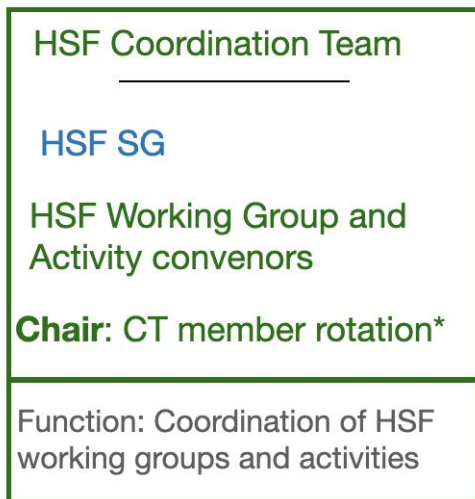 HSF Coordination Team
HSF SG
HSF Working Group and
Activity convenors
Chair: CT member rotation*
Function: Coordination of HSF
working groups and activities